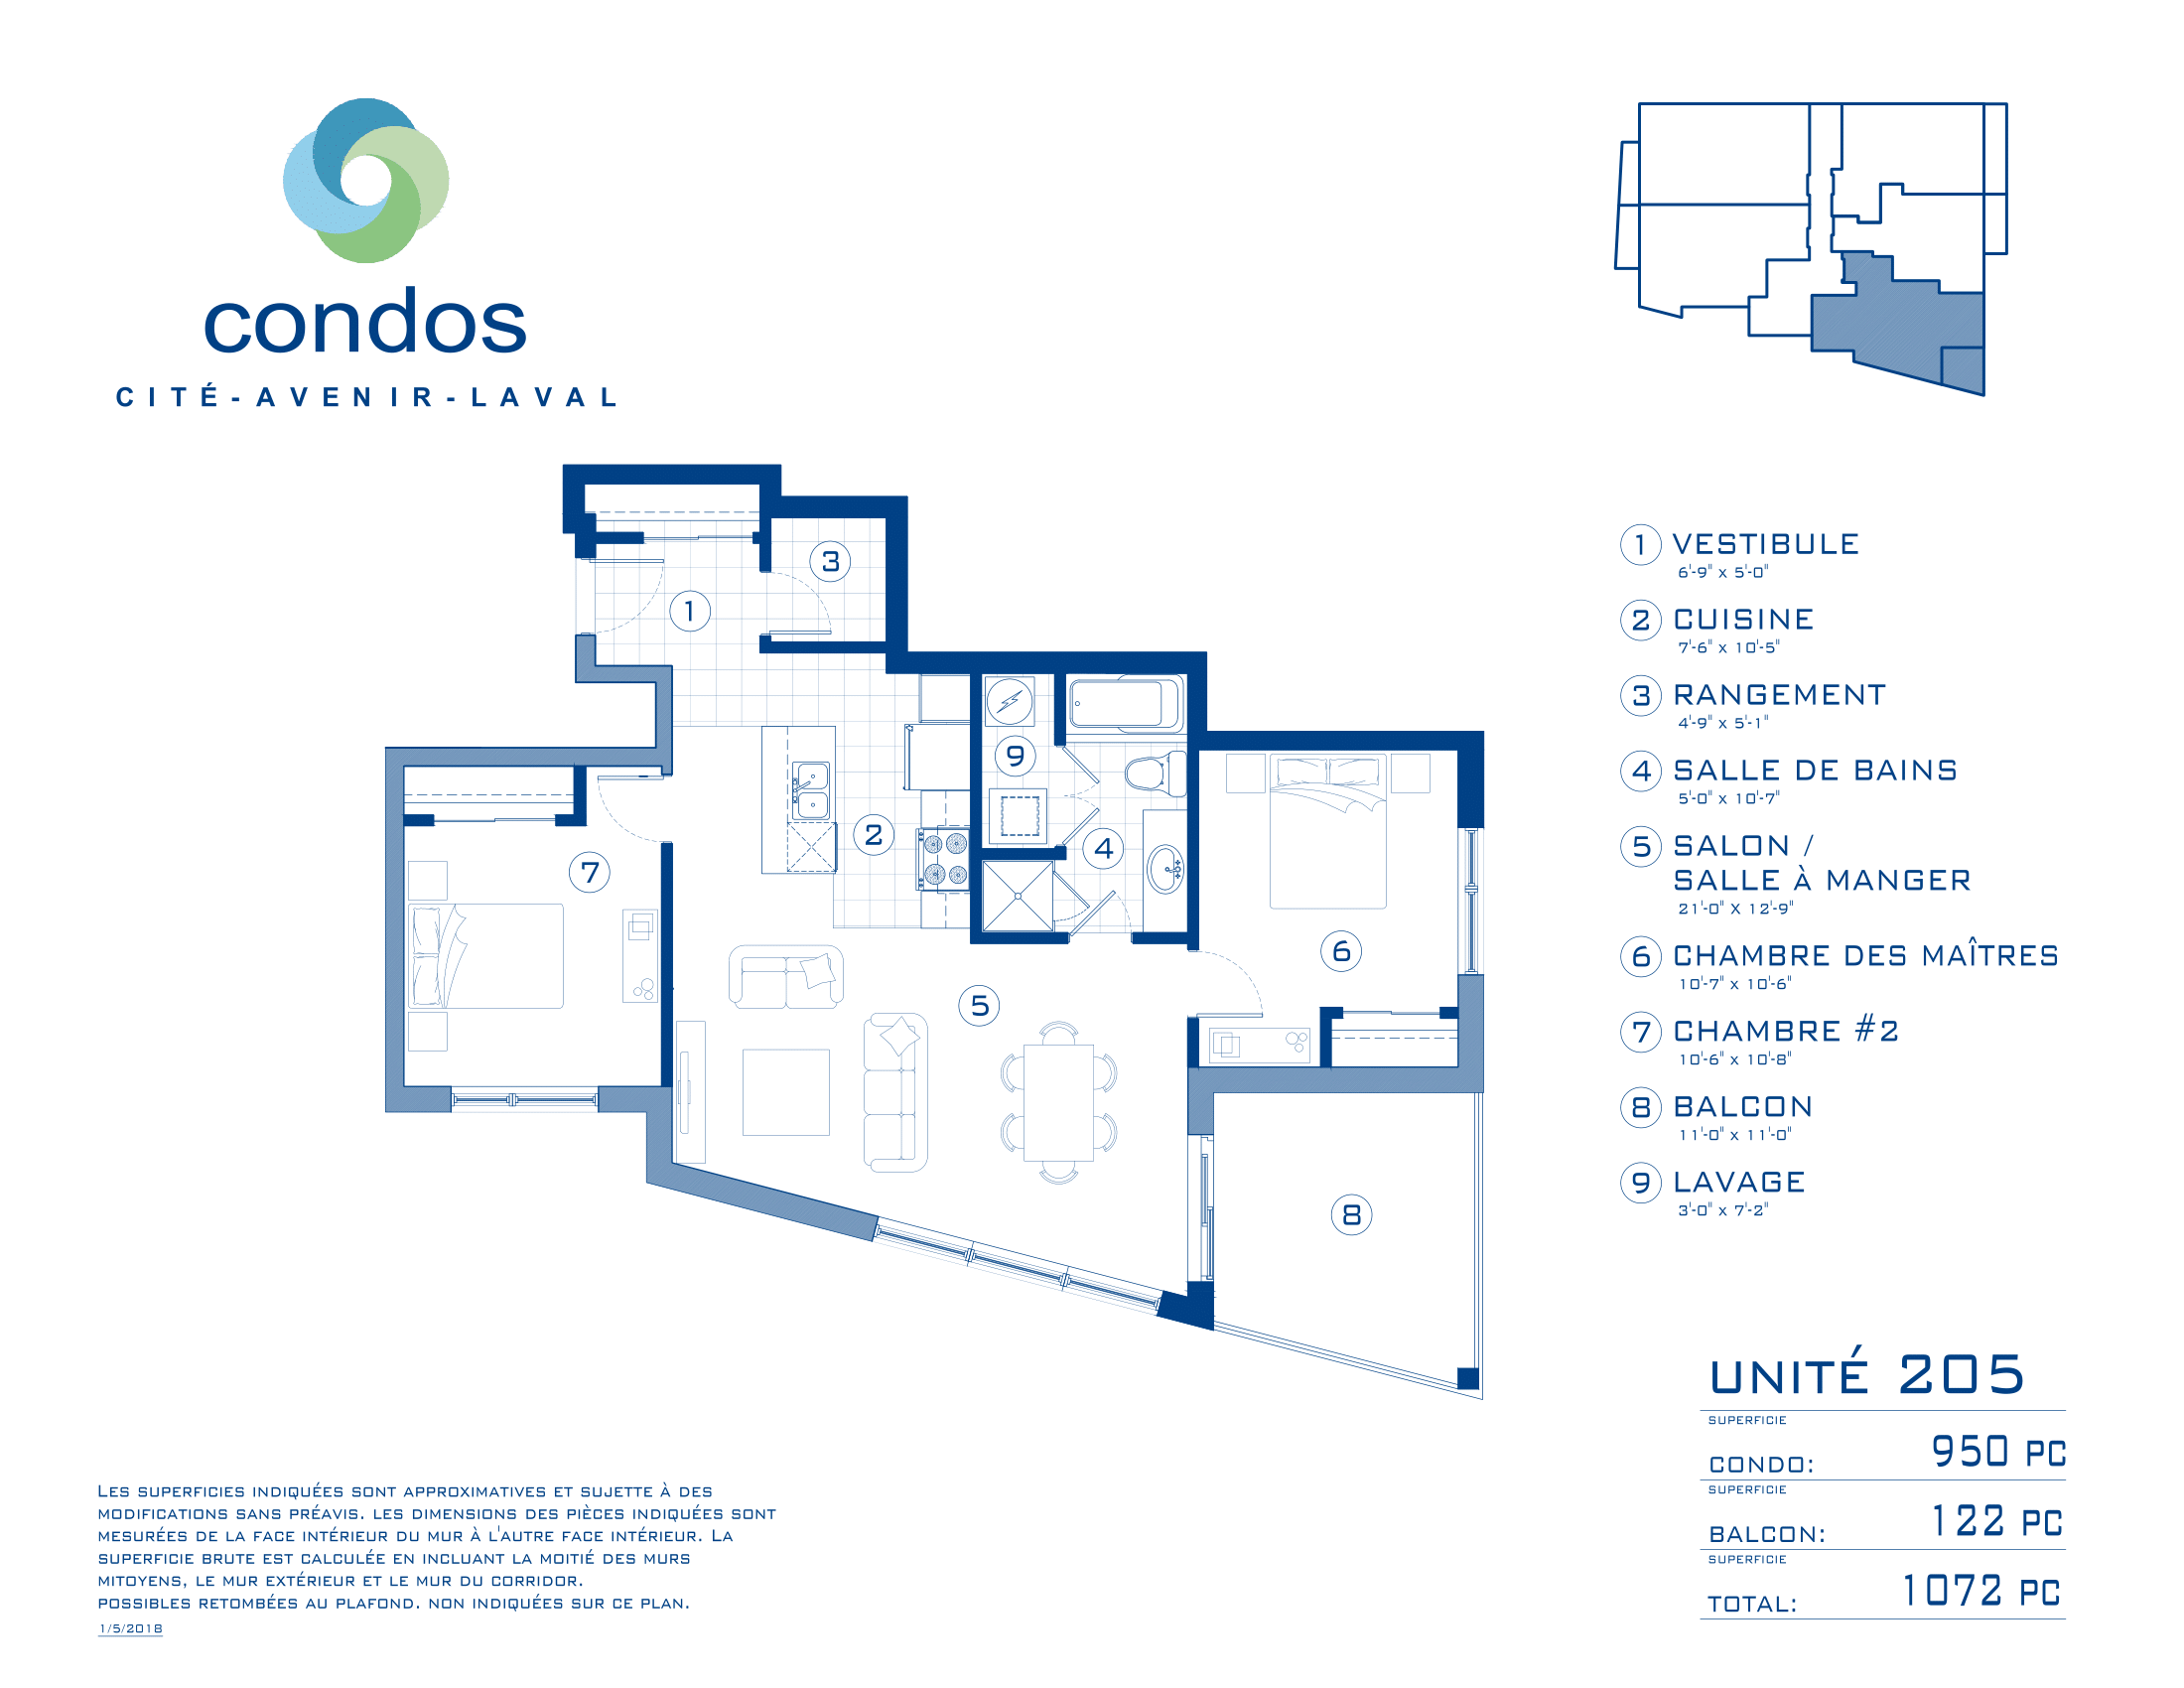 condos
CITÉ-AVENIR-LAVAL
3
1
9
2
4
7
6
5
8
1 VESTIBULE
6'-9" x 5'-0"
2 CUISINE
7'-6" x 10'-5"
3 RANGEMENT
4'-9" x 5'-1"
4 SALLE DE BAINS
5'-0" x 10'-7"
5 SALON /
SALLE À MANGER
21'-0" X 12'-9"
6 CHAMBRE DES MAÎTRES
10'-7" x 10'-6"
7 CHAMBRE #2
10'-6" x 10'-8"
8 BALCON
11'-0" x 11'-0"
9 LAVAGE
3'-0" x 7'-2"
UNITÉ 205
SUPERFICIE
CONDO: 950 PC
SUPERFICIE
BALCON: 122 PC
SUPERFICIE
TOTAL: 1072 PC
LES SUPERFICIES INDIQUÉES SONT APPROXIMATIVES ET SUJETTE À DES
MODIFICATIONS SANS PRÉAVIS. LES DIMENSIONS DES PIÈCES INDIQUÉES SONT
MESURÉES DE LA FACE INTÉRIEUR DU MUR À L'AUTRE FACE INTÉRIEUR. LA
SUPERFICIE BRUTE EST CALCULÉE EN INCLUANT LA MOITIÉ DES MURS
MITOYENS, LE MUR EXTÉRIEUR ET LE MUR DU CORRIDOR.
POSSIBLES RETOMBÉES AU PLAFOND. NON INDIQUÉES SUR CE PLAN.
1/5/2018